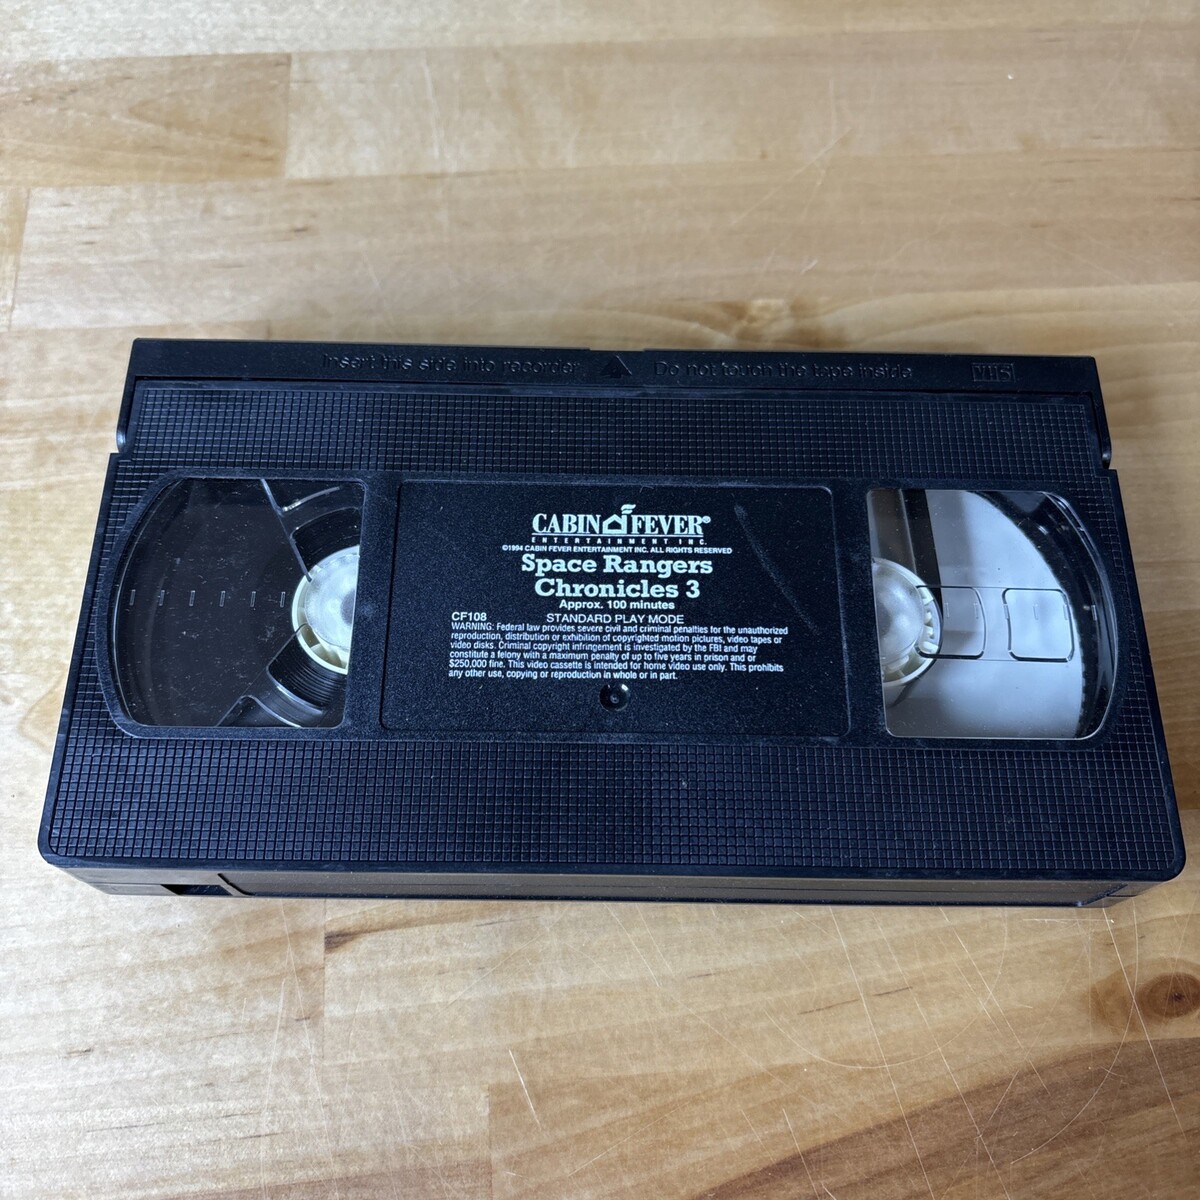 Insert this side into recorder Do not touch the tape inside VHS
CABIN FEVER®
ENTERTAINMENT INC.
©1994 CABIN FEVER ENTERTAINMENT INC. ALL RIGHTS RESERVED
Space Rangers
Chronicles 3
Approx. 100 minutes
CF108 STANDARD PLAY MODE
WARNING: Federal law provides severe civil and criminal penalties for the unauthorized
reproduction, distribution or exhibition of copyrighted motion pictures, video tapes or
video disks. Criminal copyright infringement is investigated by the FBI and may
constitute a felony with a maximum penalty of up to five years in prison and or
$250,000 fine. This video cassette is intended for home video use only. This prohibits
any other use, copying or reproduction in whole or in part.